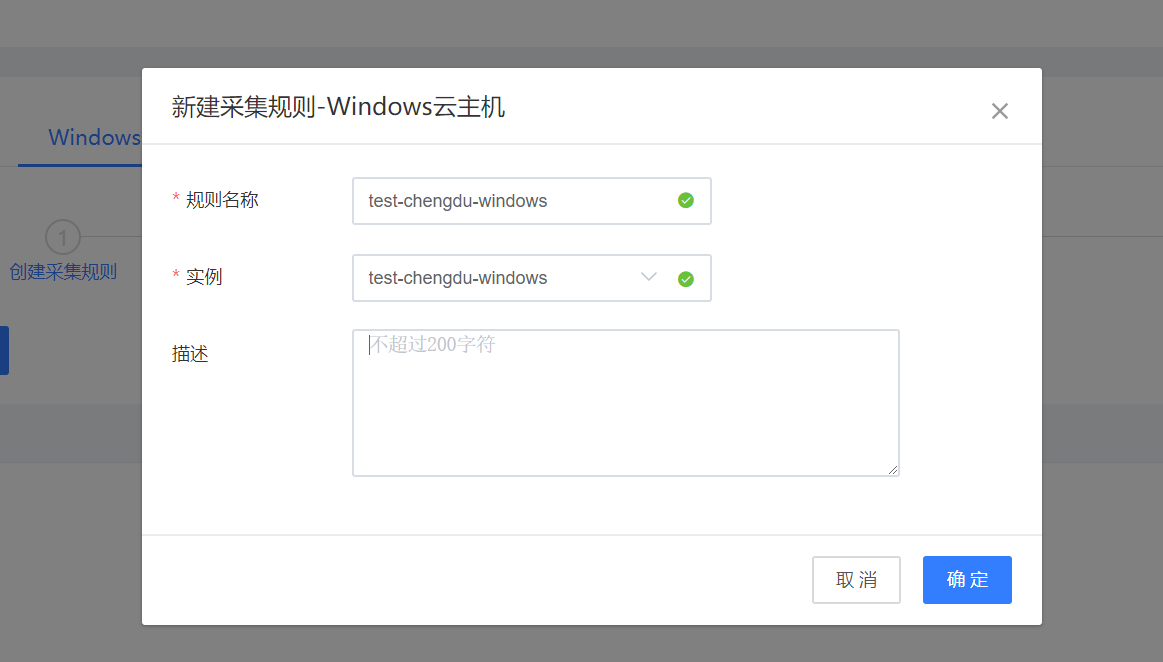 新建采集规则-Windows云主机
Windows
1
创建采集规则
* 规则名称
test-chengdu-windows
* 实例
test-chengdu-windows
描述
不超过200字符
取 消
确 定